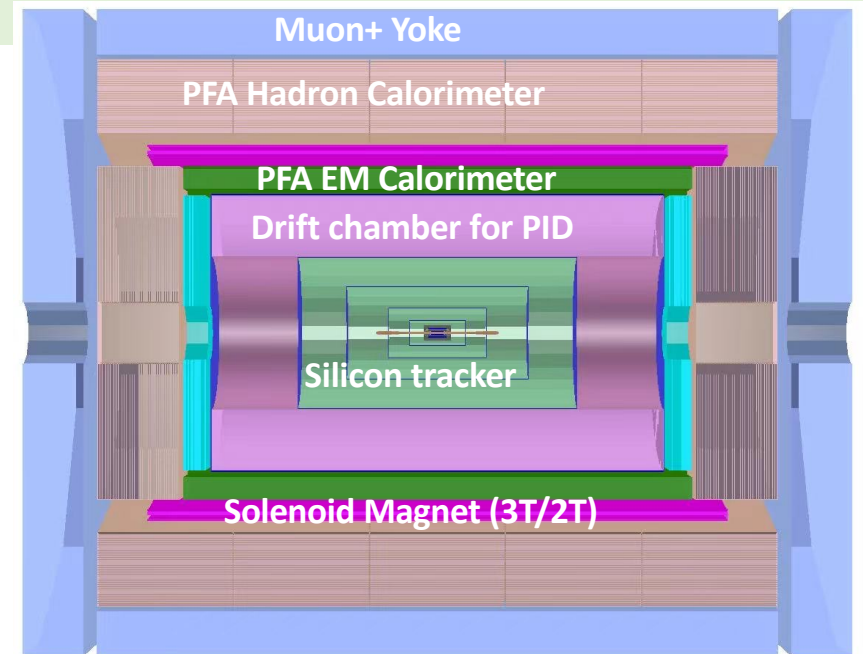 Muon+ Yoke
PFA Hadron Calorimeter
PFA EM Calorimeter
Drift chamber for PID
Silicon tracker
Solenoid Magnet (3T/2T)